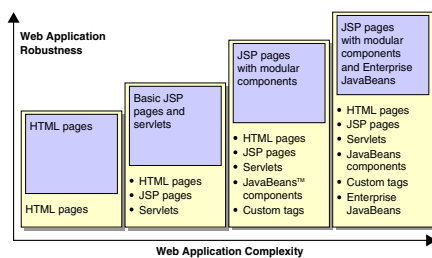 Web Application
Robustness
HTML pages
HTML pages
Basic JSP
pages and
servlets
• HTML pages
• JSP pages
• Servlets
JSP pages
with modular
components
• HTML pages
• JSP pages
• Servlets
• JavaBeans™
components
• Custom tags
JSP pages
with modular
components
and Enterprise
JavaBeans
• HTML pages
• JSP pages
• Servlets
• JavaBeans
components
• Custom tags
• Enterprise
JavaBeans
Web Application Complexity